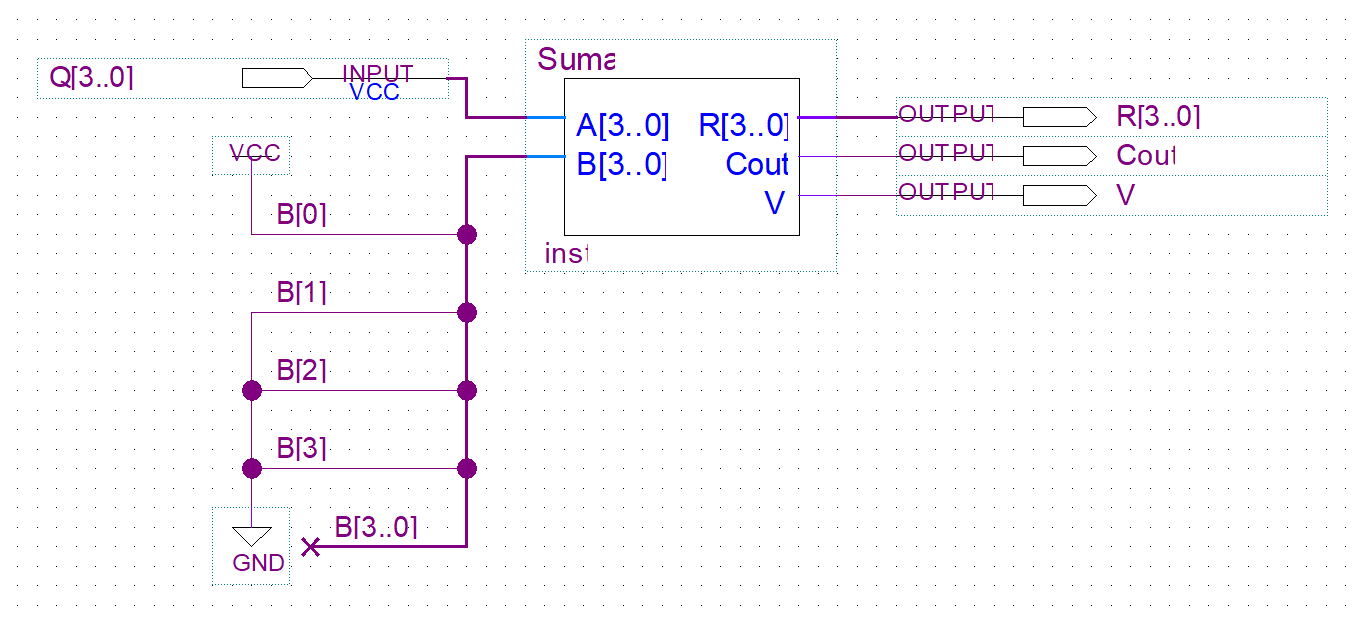 Suma
Q[3..0]
INPUT
VCC
A[3..0]
R[3..0]
OUTPUT
R[3..0]
VCC
B[3..0]
Cout
OUTPUT
Cout
V
OUTPUT
V
B[0]
inst
B[1]
B[2]
B[3]
B[3..0]
GND